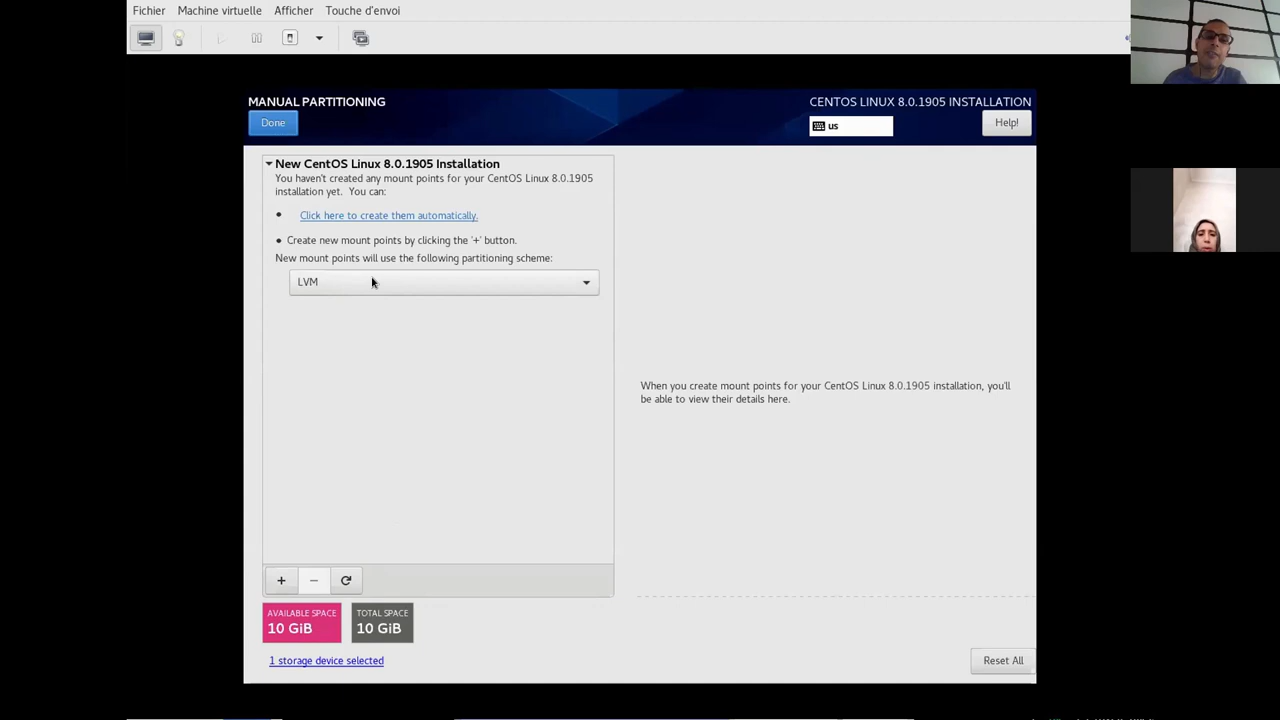 Fichier Machine virtuelle Afficher Touche d'envoi
MANUAL PARTITIONING
CENTOS LINUX 8.0.1905 INSTALLATION
Done
us
Help!
New CentOS Linux 8.0.1905 Installation
You haven't created any mount points for your CentOS Linux 8.0.1905
installation yet. You can:
• Click here to create them automatically.
• Create new mount points by clicking the '+' button.
New mount points will use the following partitioning scheme:
LVM
When you create mount points for your CentOS Linux 8.0.1905 installation, you'll
be able to view their details here.
AVAILABLE SPACE
10 GiB
TOTAL SPACE
10 GiB
1 storage device selected
Reset All